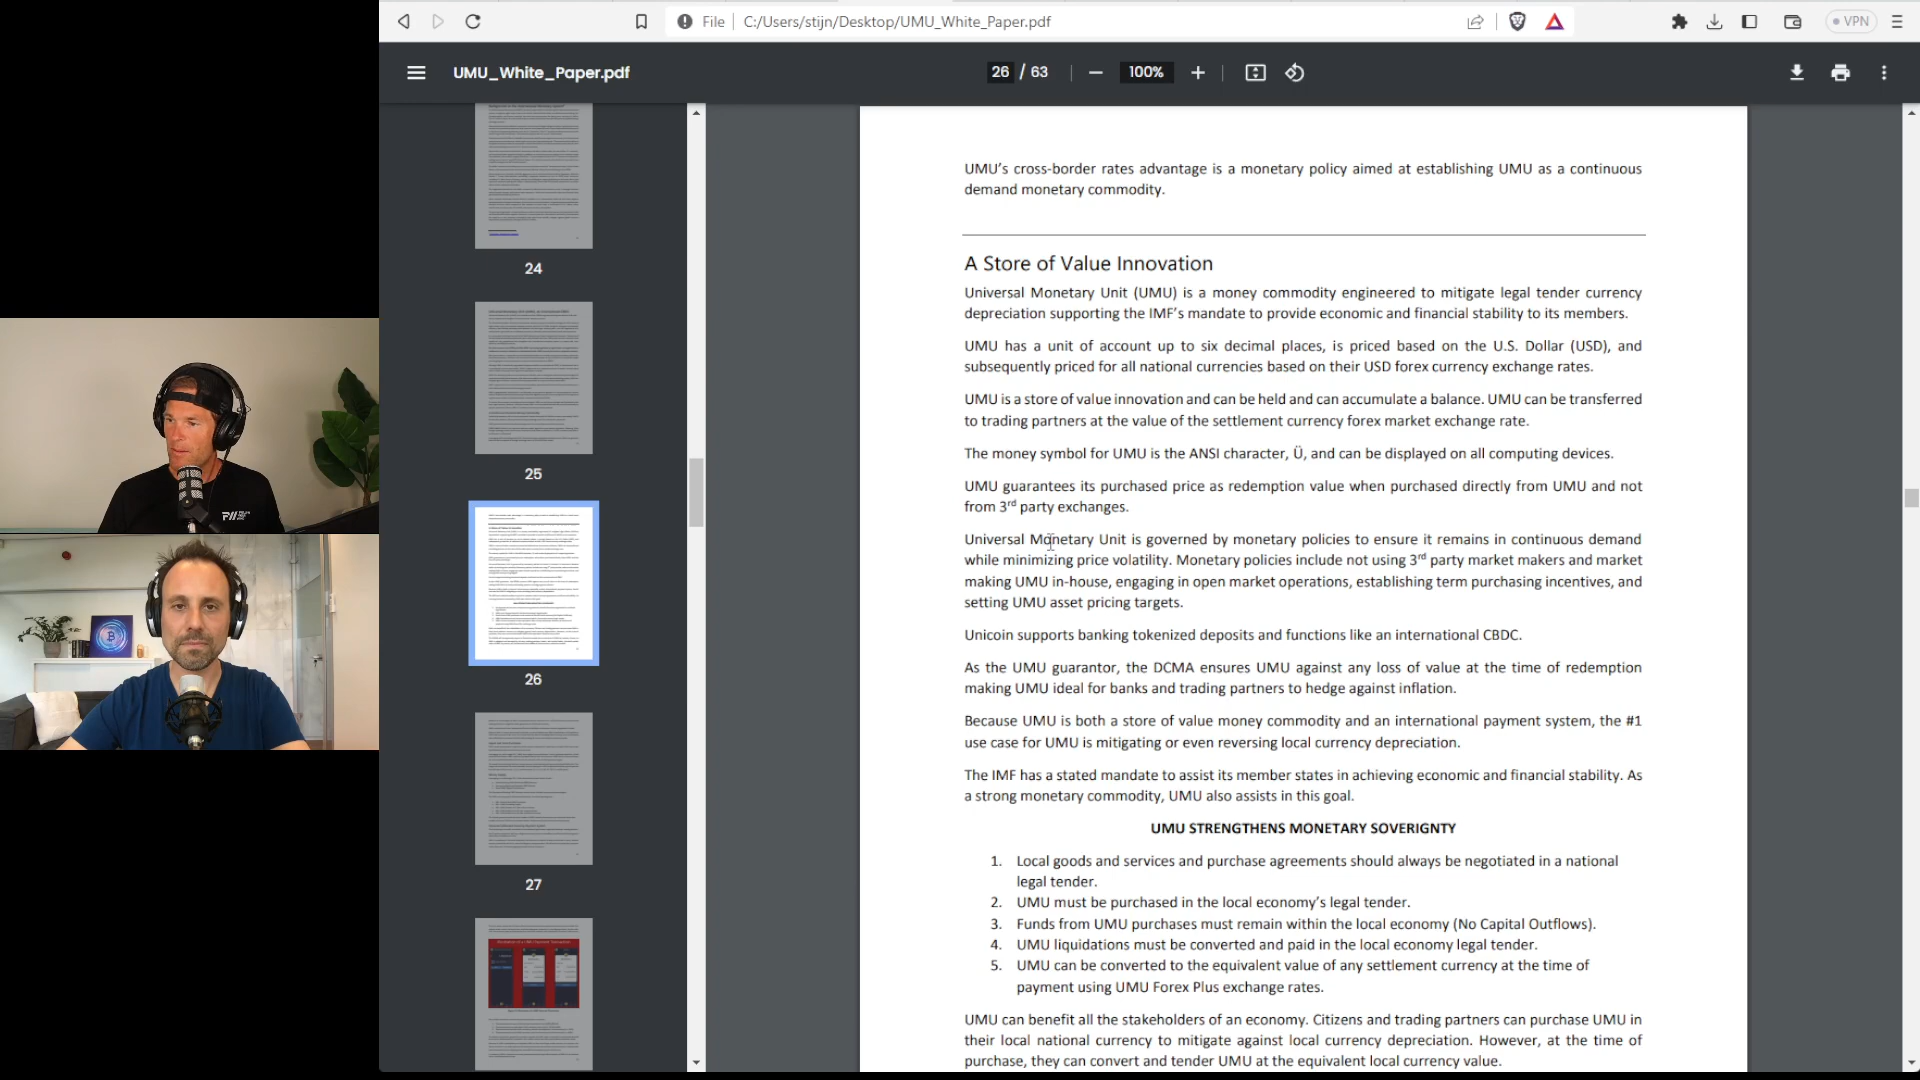 File
C:/Users/stijn/Desktop/UMU_White_Paper.pdf
VPN
UMU_White_Paper.pdf
26 / 63
100%
24
25
26
27
UMU’s cross-border rates advantage is a monetary policy aimed at establishing UMU as a continuous
demand monetary commodity.
A Store of Value Innovation
Universal Monetary Unit (UMU) is a money commodity engineered to mitigate legal tender currency
depreciation supporting the IMF’s mandate to provide economic and financial stability to its members.
UMU has a unit of account up to six decimal places, is priced based on the U.S. Dollar (USD), and
subsequently priced for all national currencies based on their USD forex currency exchange rates.
UMU is a store of value innovation and can be held and can accumulate a balance. UMU can be transferred
to trading partners at the value of the settlement currency forex market exchange rate.
The money symbol for UMU is the ANSI character, Ü, and can be displayed on all computing devices.
UMU guarantees its purchased price as redemption value when purchased directly from UMU and not
from 3rd party exchanges.
Universal Monetary Unit is governed by monetary policies to ensure it remains in continuous demand
while minimizing price volatility. Monetary policies include not using 3rd party market makers and market
making UMU in-house, engaging in open market operations, establishing term purchasing incentives, and
setting UMU asset pricing targets.
Unicoin supports banking tokenized deposits and functions like an international CBDC.
As the UMU guarantor, the DCMA ensures UMU against any loss of value at the time of redemption
making UMU ideal for banks and trading partners to hedge against inflation.
Because UMU is both a store of value money commodity and an international payment system, the #1
use case for UMU is mitigating or even reversing local currency depreciation.
The IMF has a stated mandate to assist its member states in achieving economic and financial stability. As
a strong monetary commodity, UMU also assists in this goal.
UMU STRENGTHENS MONETARY SOVERIGNTY
1. Local goods and services and purchase agreements should always be negotiated in a national
legal tender.
2. UMU must be purchased in the local economy’s legal tender.
3. Funds from UMU purchases must remain within the local economy (No Capital Outflows).
4. UMU liquidations must be converted and paid in the local economy legal tender.
5. UMU can be converted to the equivalent value of any settlement currency at the time of
payment using UMU Forex Plus exchange rates.
UMU can benefit all the stakeholders of an economy. Citizens and trading partners can purchase UMU in
their local national currency to mitigate against local currency depreciation. However, at the time of
purchase, they can convert and tender UMU at the equivalent local currency value.